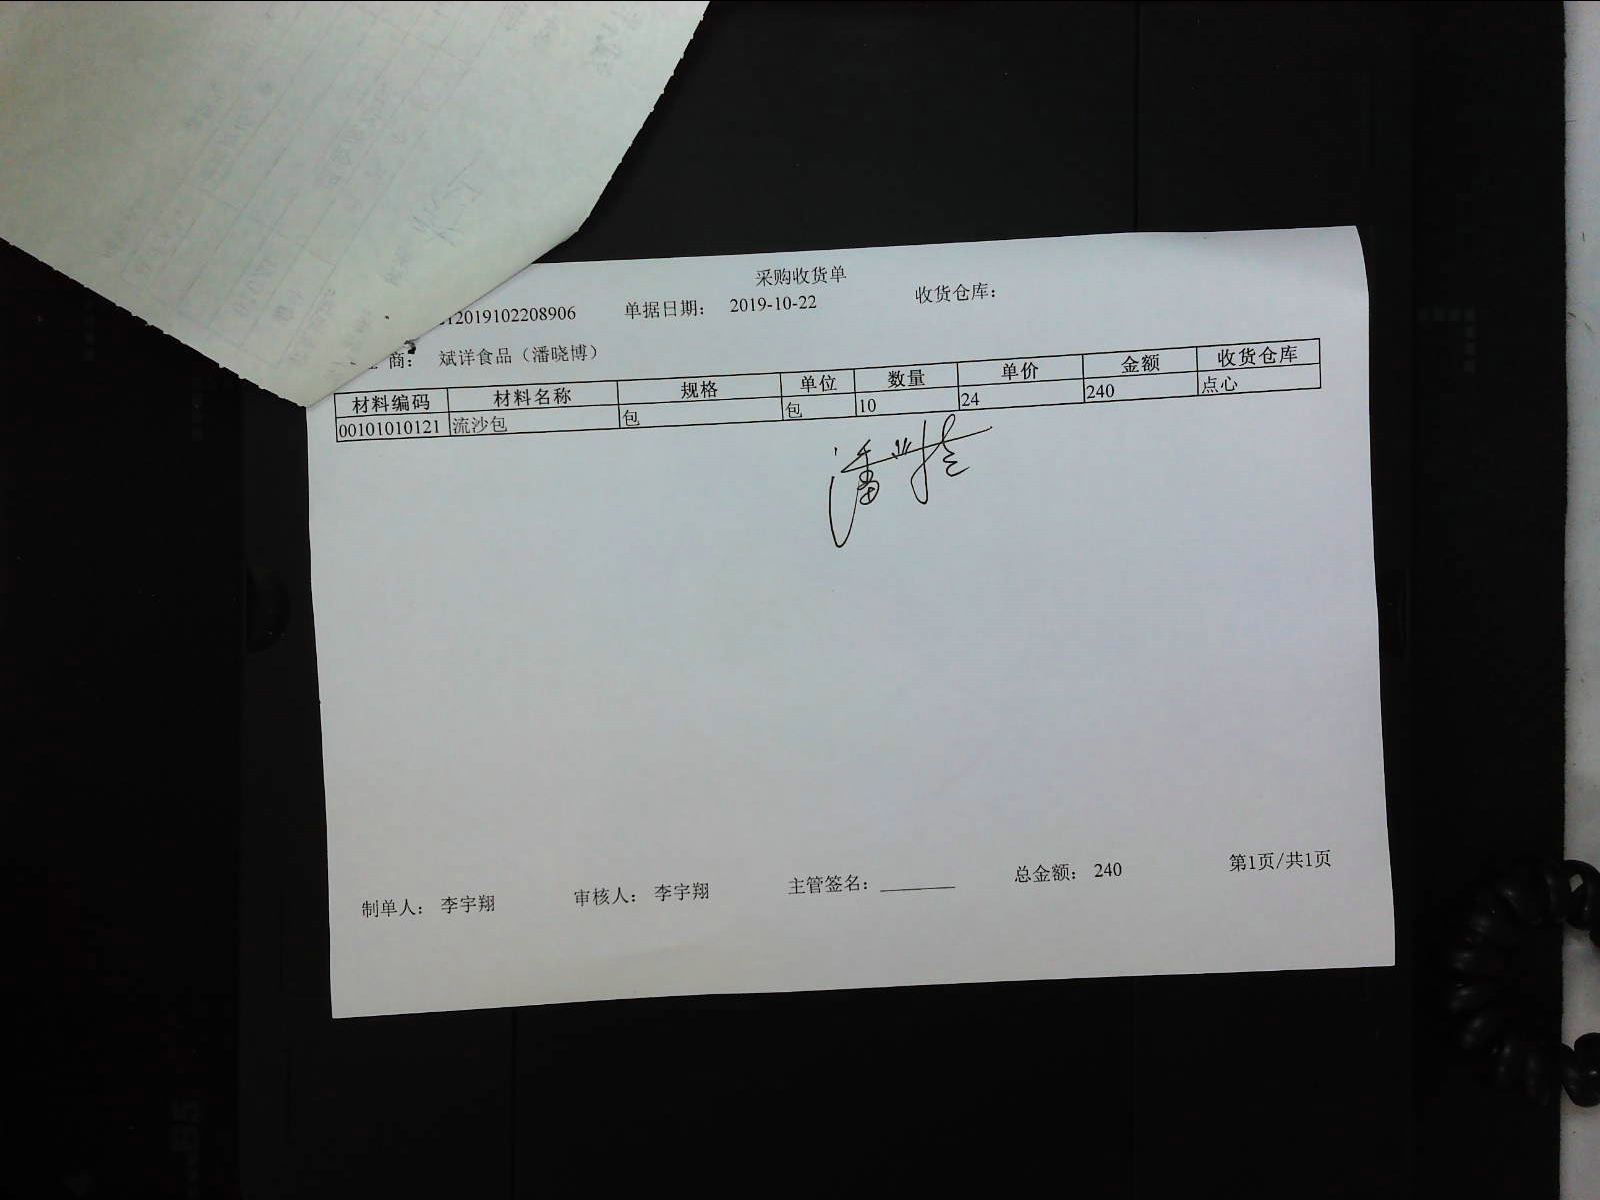 采购收货单
12019102208906 单据日期： 2019-10-22 收货仓库：
商： 斌详食品（潘晓博）
材料编码 材料名称 规格 单位 数量 单价 金额 收货仓库
00101010121 流沙包 包 包 10 24 240 点心
制单人： 李宇翔 审核人： 李宇翔 主管签名： 总金额： 240 第1页/共1页